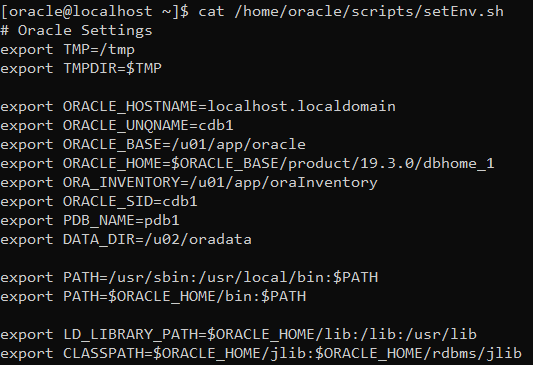 [oracle@localhost ~]$ cat /home/oracle/scripts/setEnv.sh
# Oracle Settings
export TMP=/tmp
export TMPDIR=$TMP
export ORACLE_HOSTNAME=localhost.localdomain
export ORACLE_UNQNAME=cdb1
export ORACLE_BASE=/u01/app/oracle
export ORACLE_HOME=$ORACLE_BASE/product/19.3.0/dbhome_1
export ORA_INVENTORY=/u01/app/oraInventory
export ORACLE_SID=cdb1
export PDB_NAME=pdb1
export DATA_DIR=/u02/oradata
export PATH=/usr/sbin:/usr/local/bin:$PATH
export PATH=$ORACLE_HOME/bin:$PATH
export LD_LIBRARY_PATH=$ORACLE_HOME/lib:/lib:/usr/lib
export CLASSPATH=$ORACLE_HOME/jlib:$ORACLE_HOME/rdbms/jlib